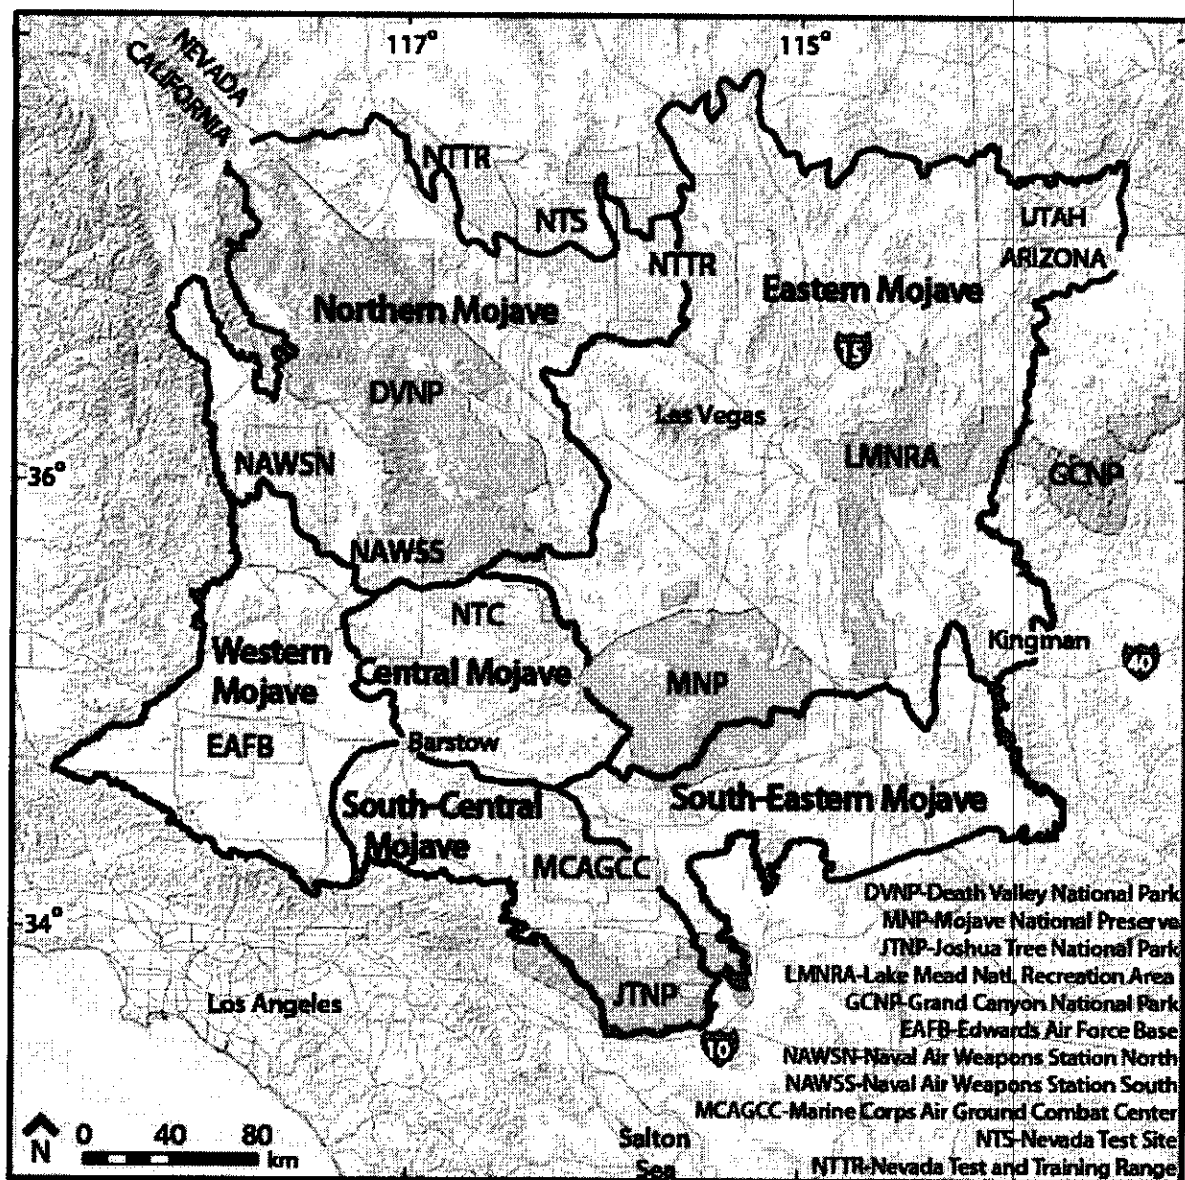 117°
115°
NEVADA
CALIFORNIA
NTTR
NTS
UTAH
NTTR
ARIZONA
Northern Mojave
Eastern Mojave
15
DVNP
Las Vegas
NAWSN
LMNRA
36°
GCNP
NAWSS
NTC
Kingman
Western
Mojave
Central Mojave
MNP
40
EAFB
Barstow
South-Central
Mojave
South-Eastern Mojave
MCAGCC
34°
JTNP
Los Angeles
10
DVNP-Death Valley National Park
MNP-Mojave National Preserve
JTNP-Joshua Tree National Park
LMNRA-Lake Mead Natl. Recreation Area
GCNP-Grand Canyon National Park
EAFB-Edwards Air Force Base
NAWSN-Naval Air Weapons Station North
NAWSS-Naval Air Weapons Station South
MCAGCC-Marine Corps Air Ground Combat Center
NTS-Nevada Test Site
NTTR-Nevada Test and Training Range
N
0 40 80
km
Salton
Sea